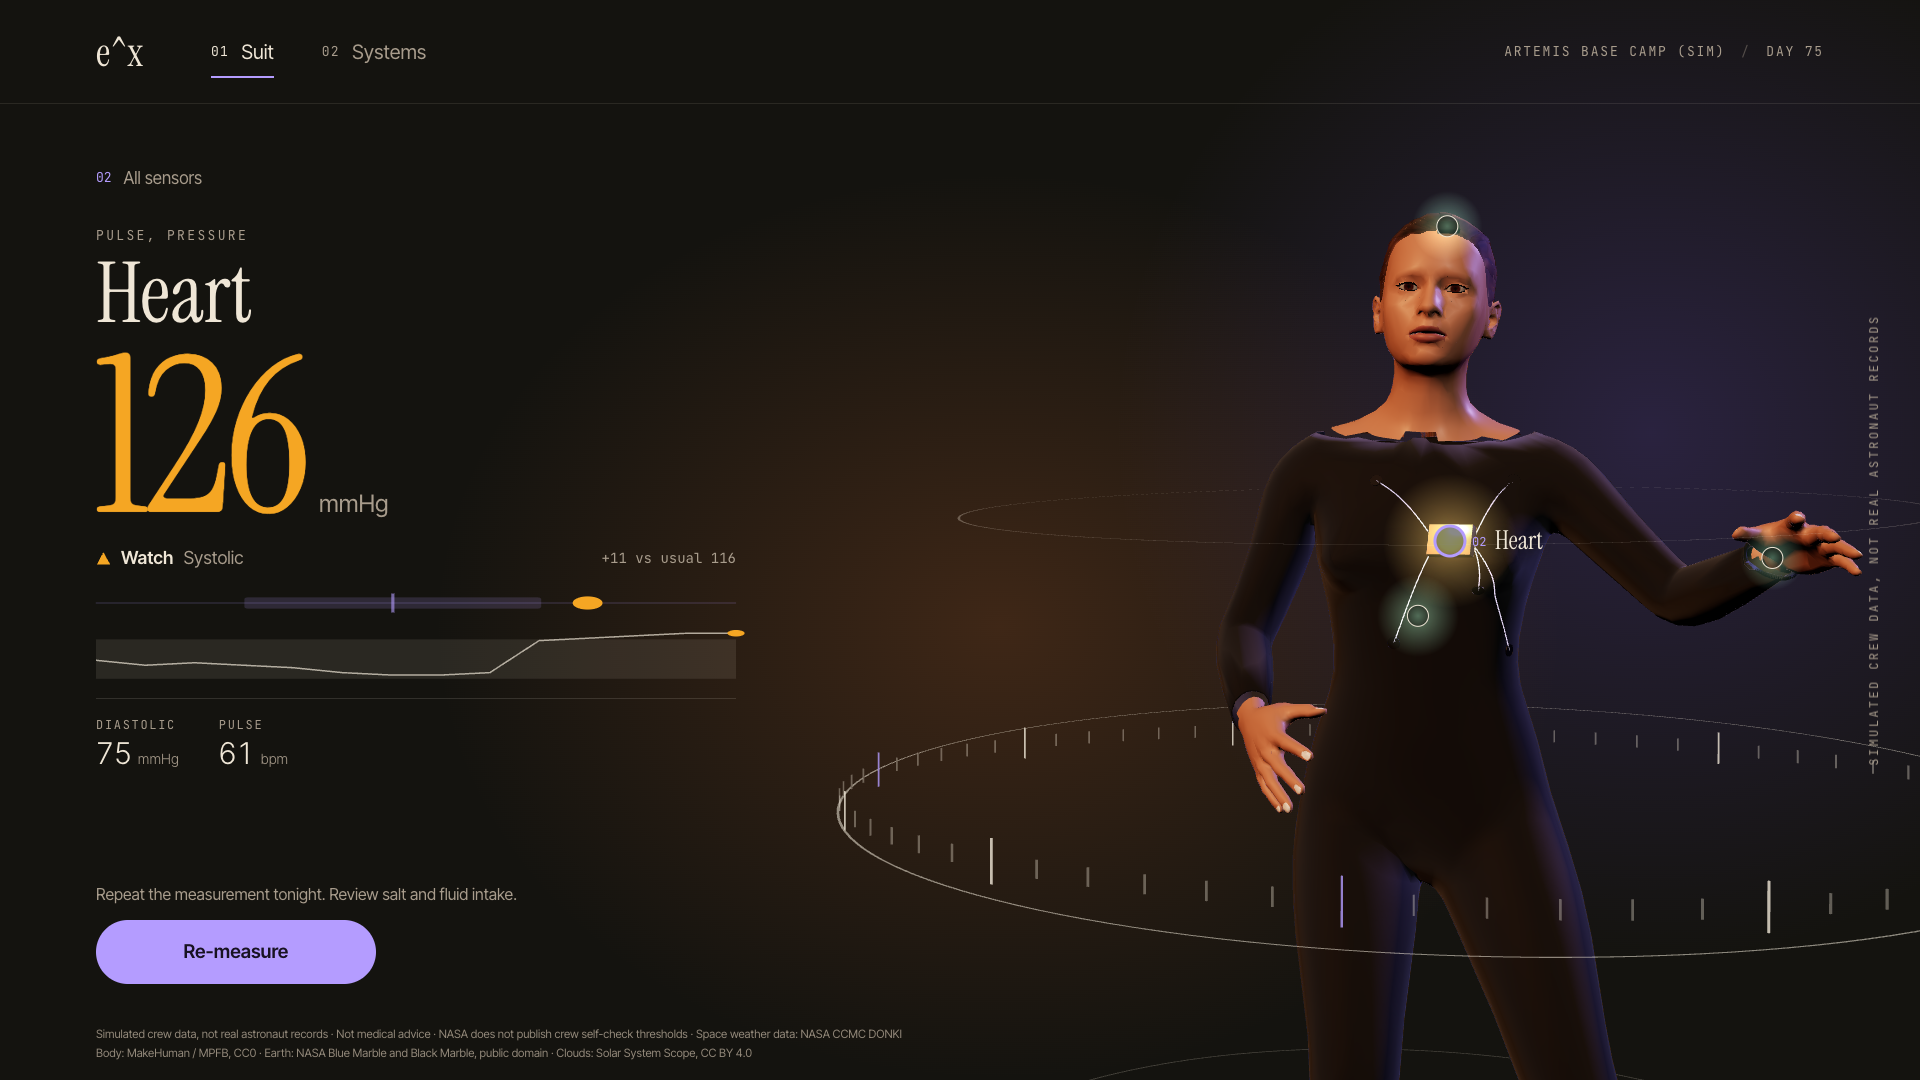 e^x
01 Suit
02 Systems
ARTEMIS BASE CAMP (SIM) / DAY 75
02 All sensors
PULSE, PRESSURE
Heart
126 mmHg
Watch Systolic
+11 vs usual 116
DIASTOLIC
75 mmHg
PULSE
61 bpm
Repeat the measurement tonight. Review salt and fluid intake.
Re-measure
02 Heart
SIMULATED CREW DATA, NOT REAL ASTRONAUT RECORDS
Simulated crew data, not real astronaut records · Not medical advice · NASA does not publish crew self-check thresholds · Space weather data: NASA CCMC DONKI
Body: MakeHuman / MPFB, CC0 · Earth: NASA Blue Marble and Black Marble, public domain · Clouds: Solar System Scope, CC BY 4.0